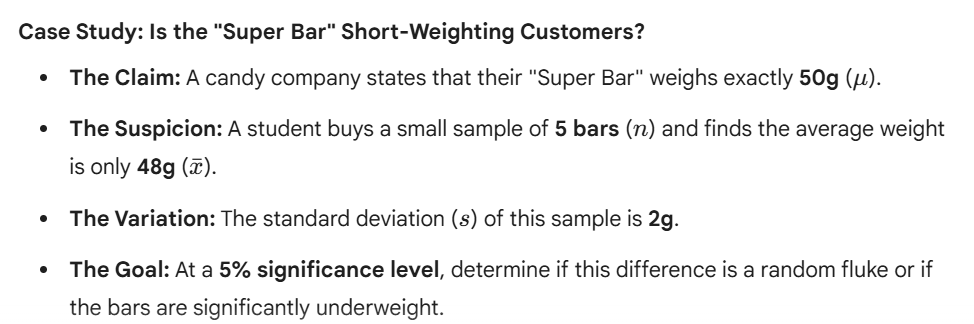 Case Study: Is the "Super Bar" Short-Weighting Customers?
• The Claim: A candy company states that their "Super Bar" weighs exactly 50g (μ).
• The Suspicion: A student buys a small sample of 5 bars (n) and finds the average weight
is only 48g (x̄).
• The Variation: The standard deviation (s) of this sample is 2g.
• The Goal: At a 5% significance level, determine if this difference is a random fluke or if
the bars are significantly underweight.